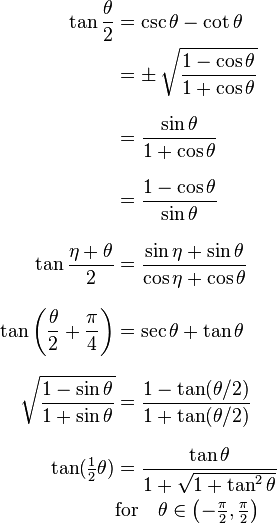 tan θ/2 = csc θ − cot θ
= ± √((1 − cos θ)/(1 + cos θ))
= sin θ/(1 + cos θ)
= (1 − cos θ)/sin θ
tan (η + θ)/2 = (sin η + sin θ)/(cos η + cos θ)
tan (θ/2 + π/4) = sec θ + tan θ
√((1 − sin θ)/(1 + sin θ)) = (1 − tan(θ/2))/(1 + tan(θ/2))
tan(½θ) = tan θ/(1 + √(1 + tan² θ))
for θ ∈ (−π/2, π/2)